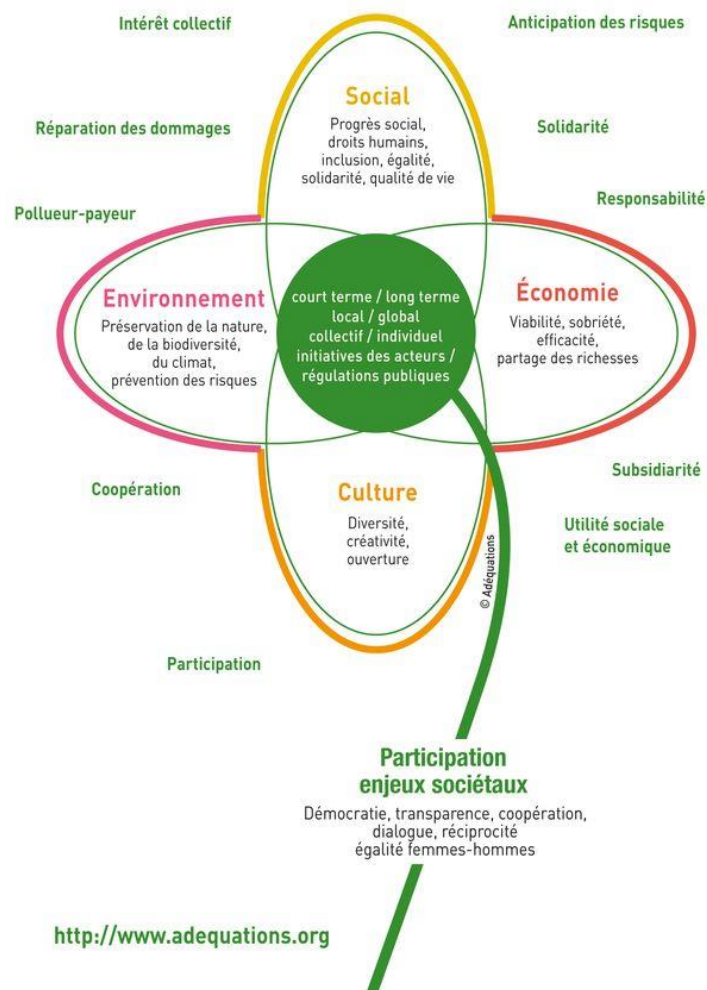 Intérêt collectif
Anticipation des risques
Social
Progrès social,
droits humains,
inclusion, égalité,
solidarité, qualité de vie
Réparation des dommages
Solidarité
Pollueur-payeur
Responsabilité
Environnement
Préservation de la nature,
de la biodiversité,
du climat,
prévention des risques
court terme / long terme
local / global
collectif / individuel
initiatives des acteurs /
régulations publiques
Économie
Viabilité, sobriété,
efficacité,
partage des richesses
Coopération
Culture
Diversité,
créativité,
ouverture
Subsidiarité
Utilité sociale
et économique
© Adéquations
Participation
Participation
enjeux sociétaux
Démocratie, transparence, coopération,
dialogue, réciprocité
égalité femmes-hommes
http://www.adequations.org